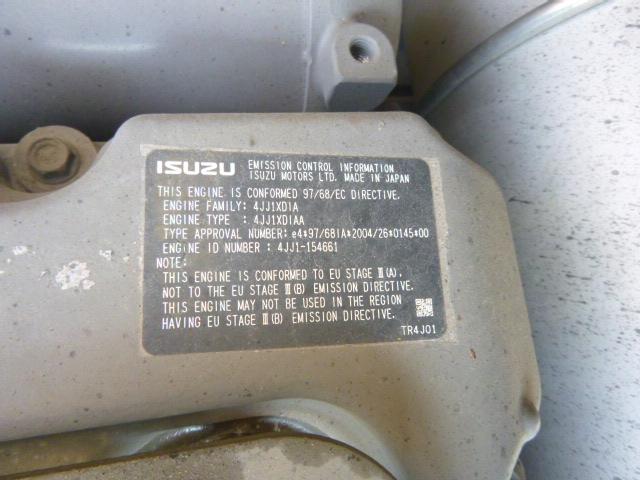 ISUZU EMISSION CONTROL INFORMATION
ISUZU MOTORS LTD. MADE IN JAPAN
THIS ENGINE IS CONFORMED 97/68/EC DIRECTIVE.
ENGINE FAMILY: 4JJ1XDIA
ENGINE TYPE : 4JJ1XDIAA
TYPE APPROVAL NUMBER: e4*97/68IA*2004/26*0145*00
ENGINE ID NUMBER : 4JJ1-154661
NOTE:
THIS ENGINE IS CONFORMED TO EU STAGE Ⅲ(A),
NOT TO THE EU STAGE Ⅲ(B) EMISSION DIRECTIVE.
THIS ENGINE MAY NOT BE USED IN THE REGION
HAVING EU STAGE Ⅲ(B) EMISSION DIRECTIVE.
TR4J01